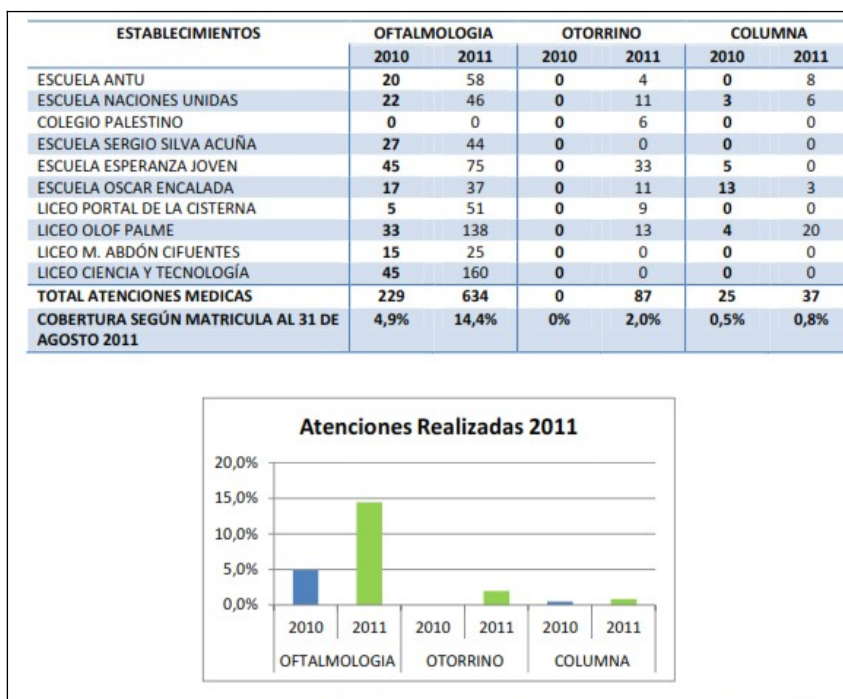 ESTABLECIMIENTOS OFTALMOLOGIA OTORRINO COLUMNA
2010 2011 2010 2011 2010 2011
ESCUELA ANTU 20 58 0 4 0 8
ESCUELA NACIONES UNIDAS 22 46 0 11 3 6
COLEGIO PALESTINO 0 0 0 6 0 0
ESCUELA SERGIO SILVA ACUÑA 27 44 0 0 0 0
ESCUELA ESPERANZA JOVEN 45 75 0 33 5 0
ESCUELA OSCAR ENCALADA 17 37 0 11 13 3
LICEO PORTAL DE LA CISTERNA 5 51 0 9 0 0
LICEO OLOF PALME 33 138 0 13 4 20
LICEO M. ABDÓN CIFUENTES 15 25 0 0 0 0
LICEO CIENCIA Y TECNOLOGÍA 45 160 0 0 0 0
TOTAL ATENCIONES MEDICAS 229 634 0 87 25 37
COBERTURA SEGÚN MATRICULA AL 31 DE 4,9% 14,4% 0% 2,0% 0,5% 0,8%
AGOSTO 2011
Atenciones Realizadas 2011
20,0%
15,0%
10,0%
5,0%
0,0%
2010 2011 2010 2011 2010 2011
OFTALMOLOGIA OTORRINO COLUMNA